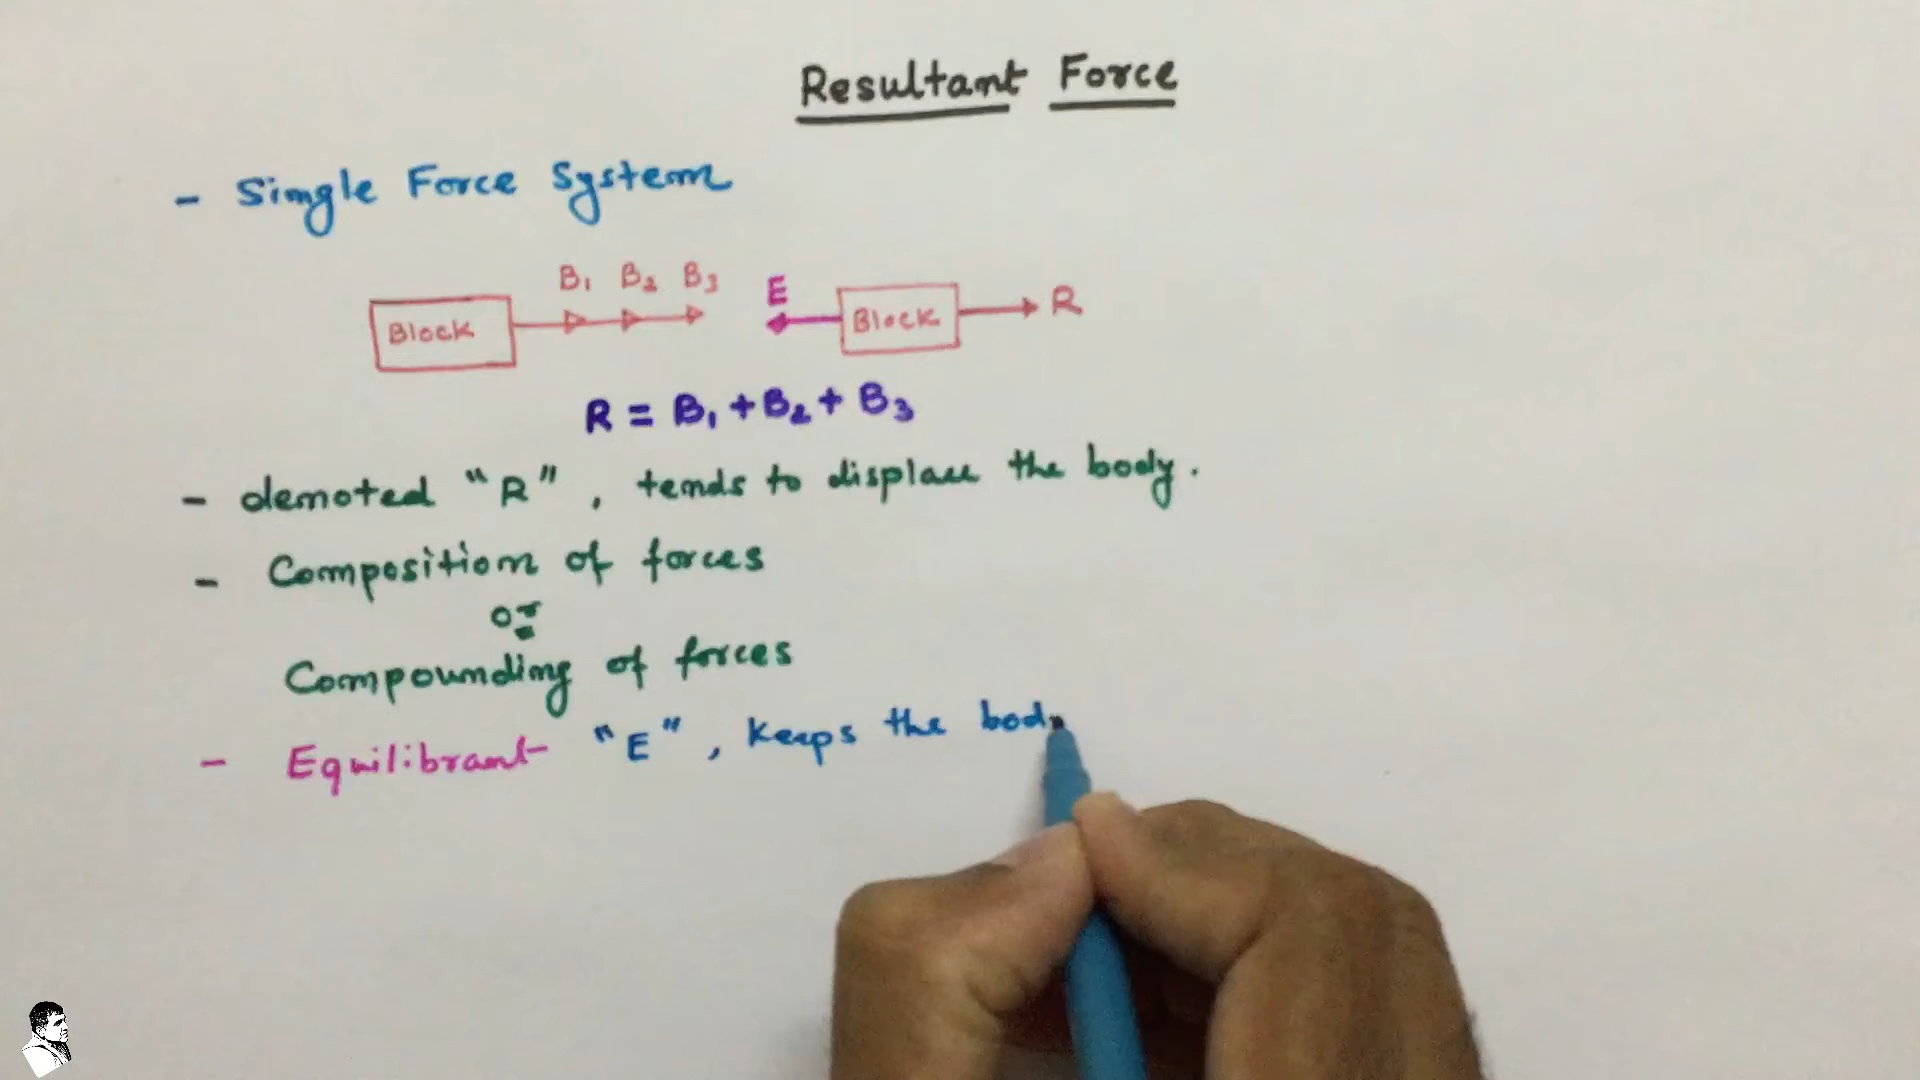 Resultant Force
- Single Force System
B1 B2 B3
Block
E
Block
R
R = B1 + B2 + B3
- denoted "R", tends to displace the body.
- Composition of forces
or
Compounding of forces
- Equilibrant "E", keeps the body